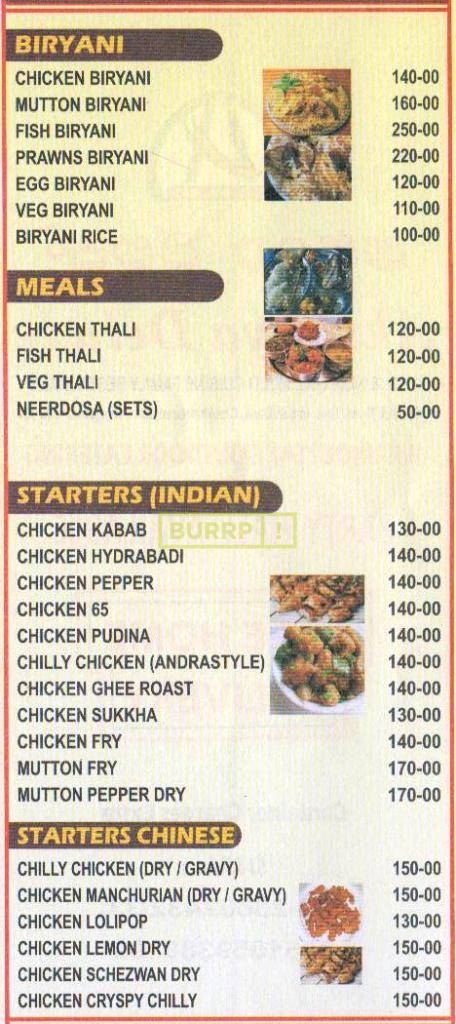 BIRYANI
CHICKEN BIRYANI 140-00
MUTTON BIRYANI 160-00
FISH BIRYANI 250-00
PRAWNS BIRYANI 220-00
EGG BIRYANI 120-00
VEG BIRYANI 110-00
BIRYANI RICE 100-00
MEALS
CHICKEN THALI 120-00
FISH THALI 120-00
VEG THALI 120-00
NEERDOSA (SETS) 50-00
STARTERS (INDIAN)
CHICKEN KABAB 130-00
BURRP!
CHICKEN HYDRABADI 140-00
CHICKEN PEPPER 140-00
CHICKEN 65 140-00
CHICKEN PUDINA 140-00
CHILLY CHICKEN (ANDRASTYLE) 140-00
CHICKEN GHEE ROAST 140-00
CHICKEN SUKKHA 130-00
CHICKEN FRY 140-00
MUTTON FRY 170-00
MUTTON PEPPER DRY 170-00
STARTERS CHINESE
CHILLY CHICKEN (DRY / GRAVY) 150-00
CHICKEN MANCHURIAN (DRY / GRAVY) 150-00
CHICKEN LOLIPOP 130-00
CHICKEN LEMON DRY 150-00
CHICKEN SCHEZWAN DRY 150-00
CHICKEN CRYSPY CHILLY 150-00